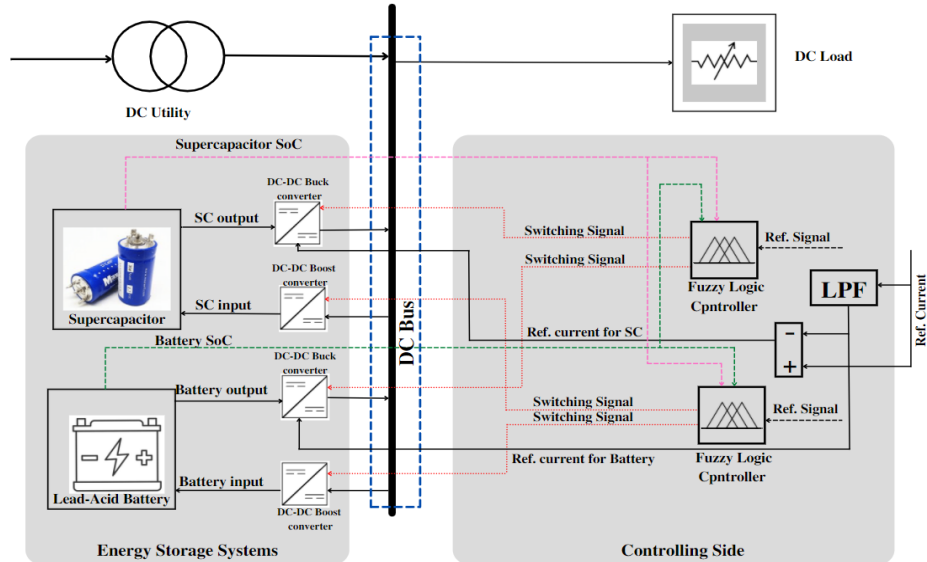 DC Load
DC Utility
Supercapacitor SoC
DC-DC Buck
converter
SC output
Switching Signal
Ref. Signal
Switching Signal
DC-DC Boost
converter
Fuzzy Logic
Cpntroller
LPF
SC input
Supercapacitor
DC Bus
Ref. current for SC
-
+
Ref. Current
Battery SoC
DC-DC Buck
converter
Battery output
Switching Signal
Ref. Signal
Switching Signal
Fuzzy Logic
Cpntroller
Ref. current for Battery
Battery input
Lead-Acid Battery
DC-DC Boost
converter
Energy Storage Systems
Controlling Side